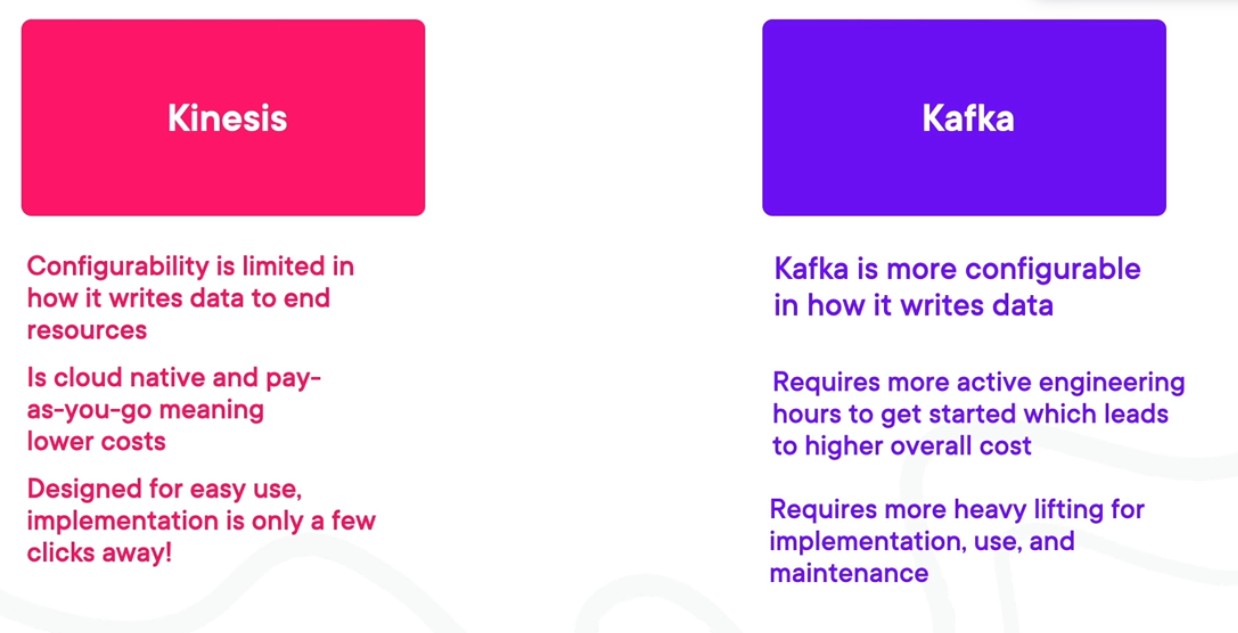 Kinesis
Configurability is limited in
how it writes data to end
resources
Is cloud native and pay-
as-you-go meaning
lower costs
Designed for easy use,
implementation is only a few
clicks away!
Kafka
Kafka is more configurable
in how it writes data
Requires more active engineering
hours to get started which leads
to higher overall cost
Requires more heavy lifting for
implementation, use, and
maintenance